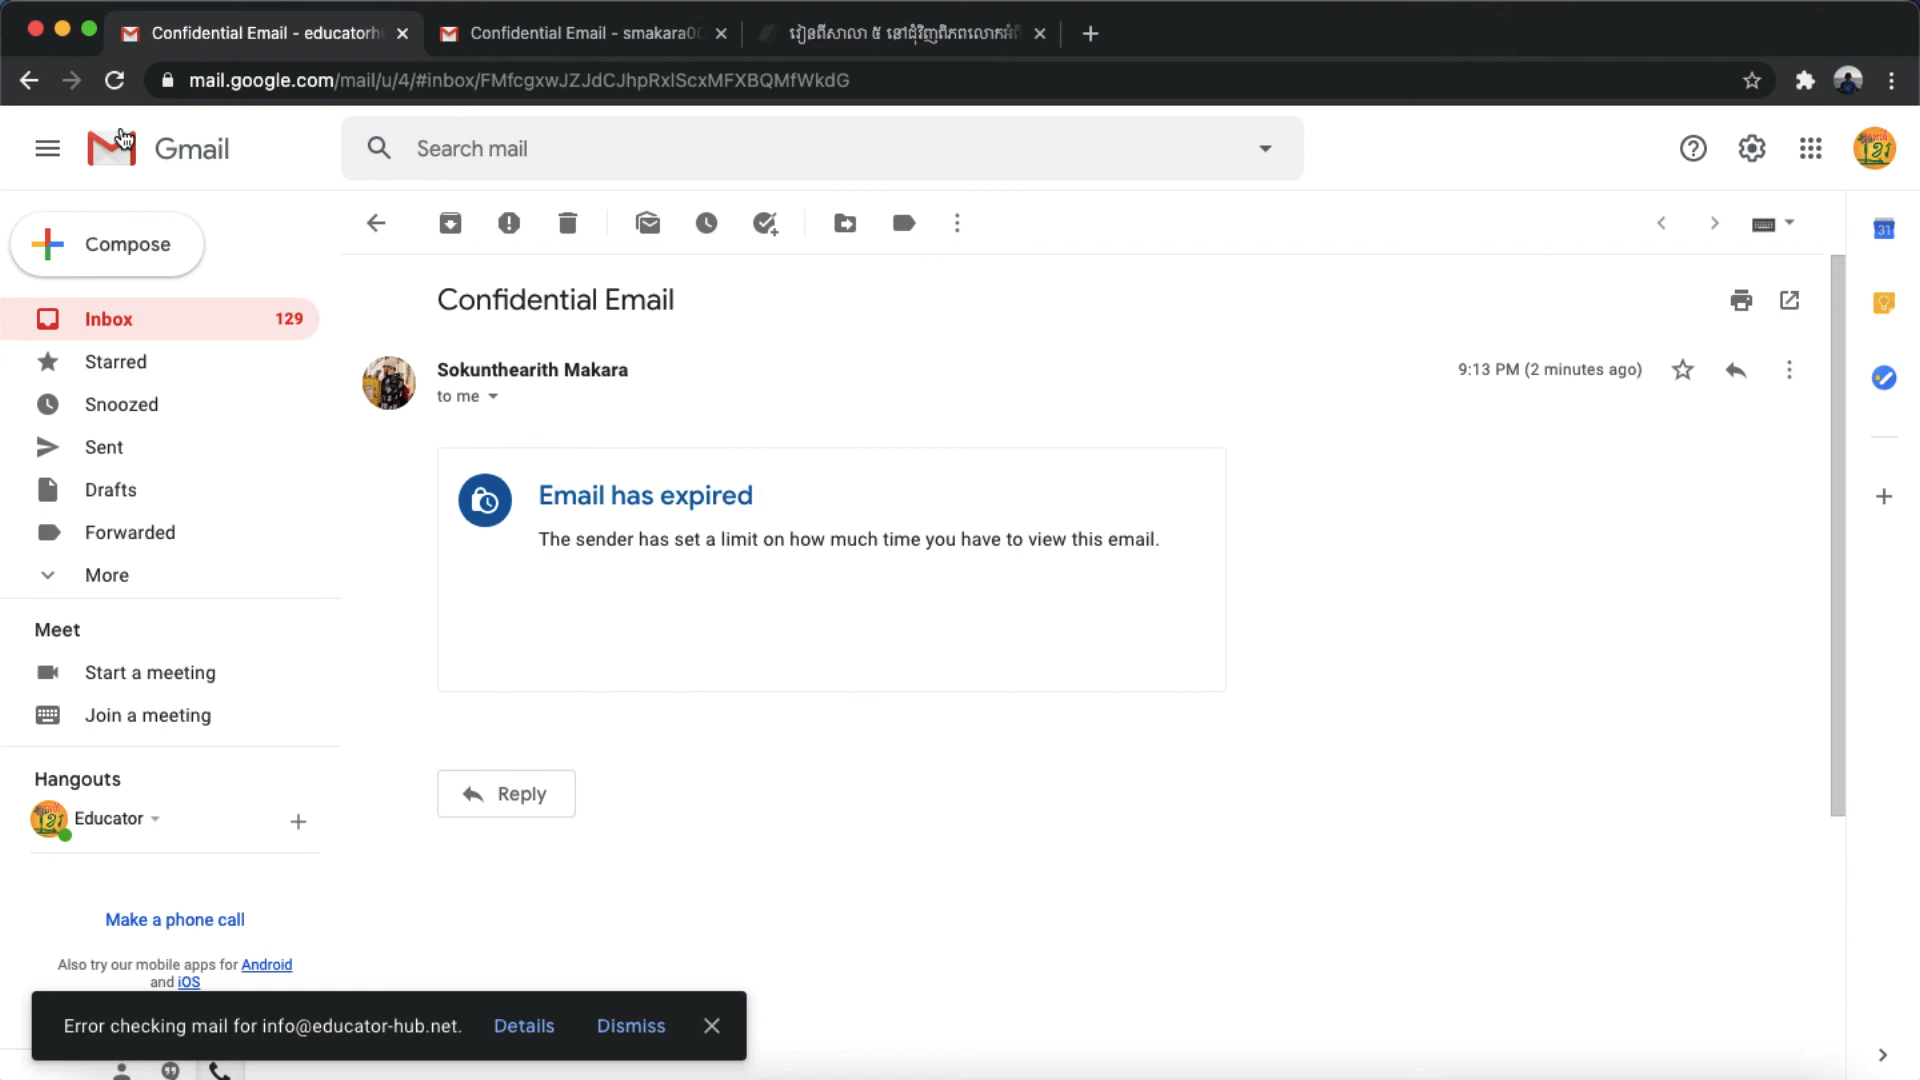 Confidential Email - educatorh
Confidential Email - smakara0
រៀនពីសាលា ៥ នៅជុំវិញពិភពលោក
mail.google.com/mail/u/4/#inbox/FMfcgxwJZJdCJhpRxlScxMFXBQMfWkdG
Gmail
Search mail
Compose
Inbox 129
Starred
Snoozed
Sent
Drafts
Forwarded
More
Meet
Start a meeting
Join a meeting
Hangouts
Educator
Make a phone call
Also try our mobile apps for Android
and iOS
31
Confidential Email
Sokunthearith Makara
9:13 PM (2 minutes ago)
to me
Email has expired
The sender has set a limit on how much time you have to view this email.
Reply
Error checking mail for info@educator-hub.net. Details Dismiss